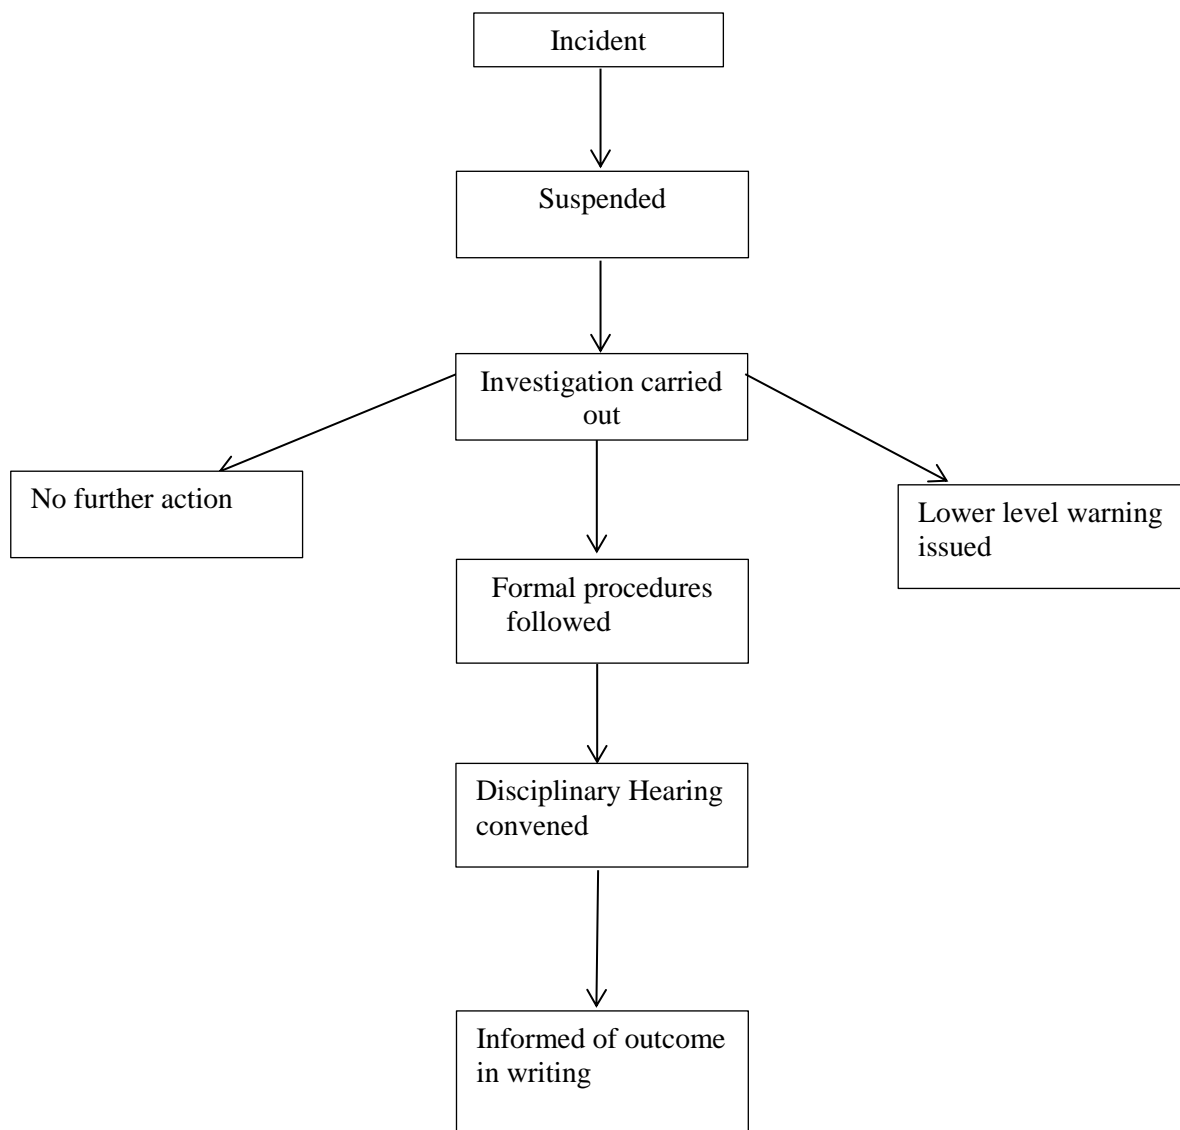 Incident
Suspended
Investigation carried
out
No further action
Lower level warning
issued
Formal procedures
followed
Disciplinary Hearing
convened
Informed of outcome
in writing